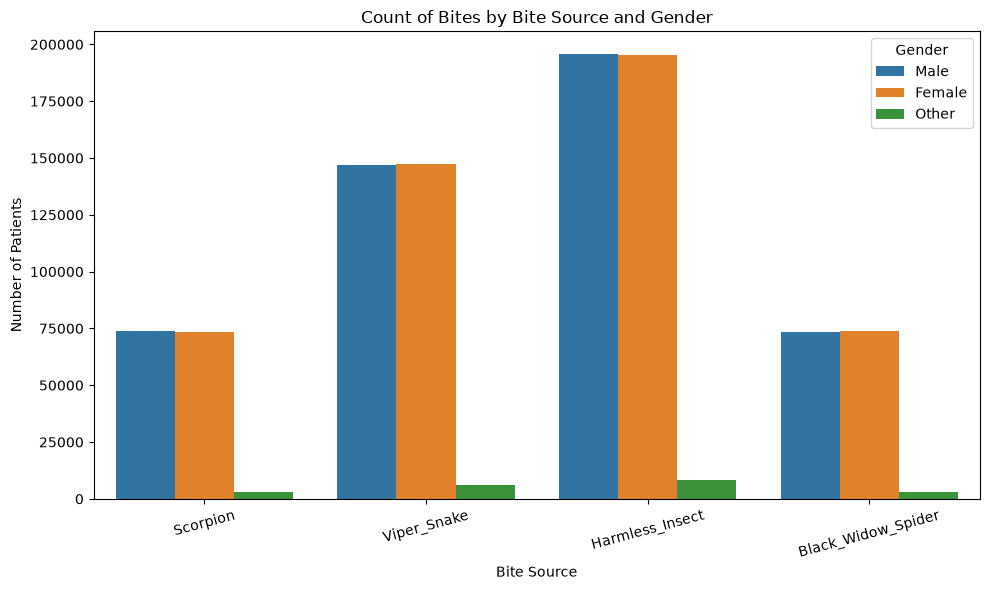 Count of Bites by Bite Source and Gender
Gender
Male
Female
Other
Number of Patients
200000
175000
150000
125000
100000
75000
50000
25000
0
Scorpion
Viper_Snake
Harmless_Insect
Black_Widow_Spider
Bite Source